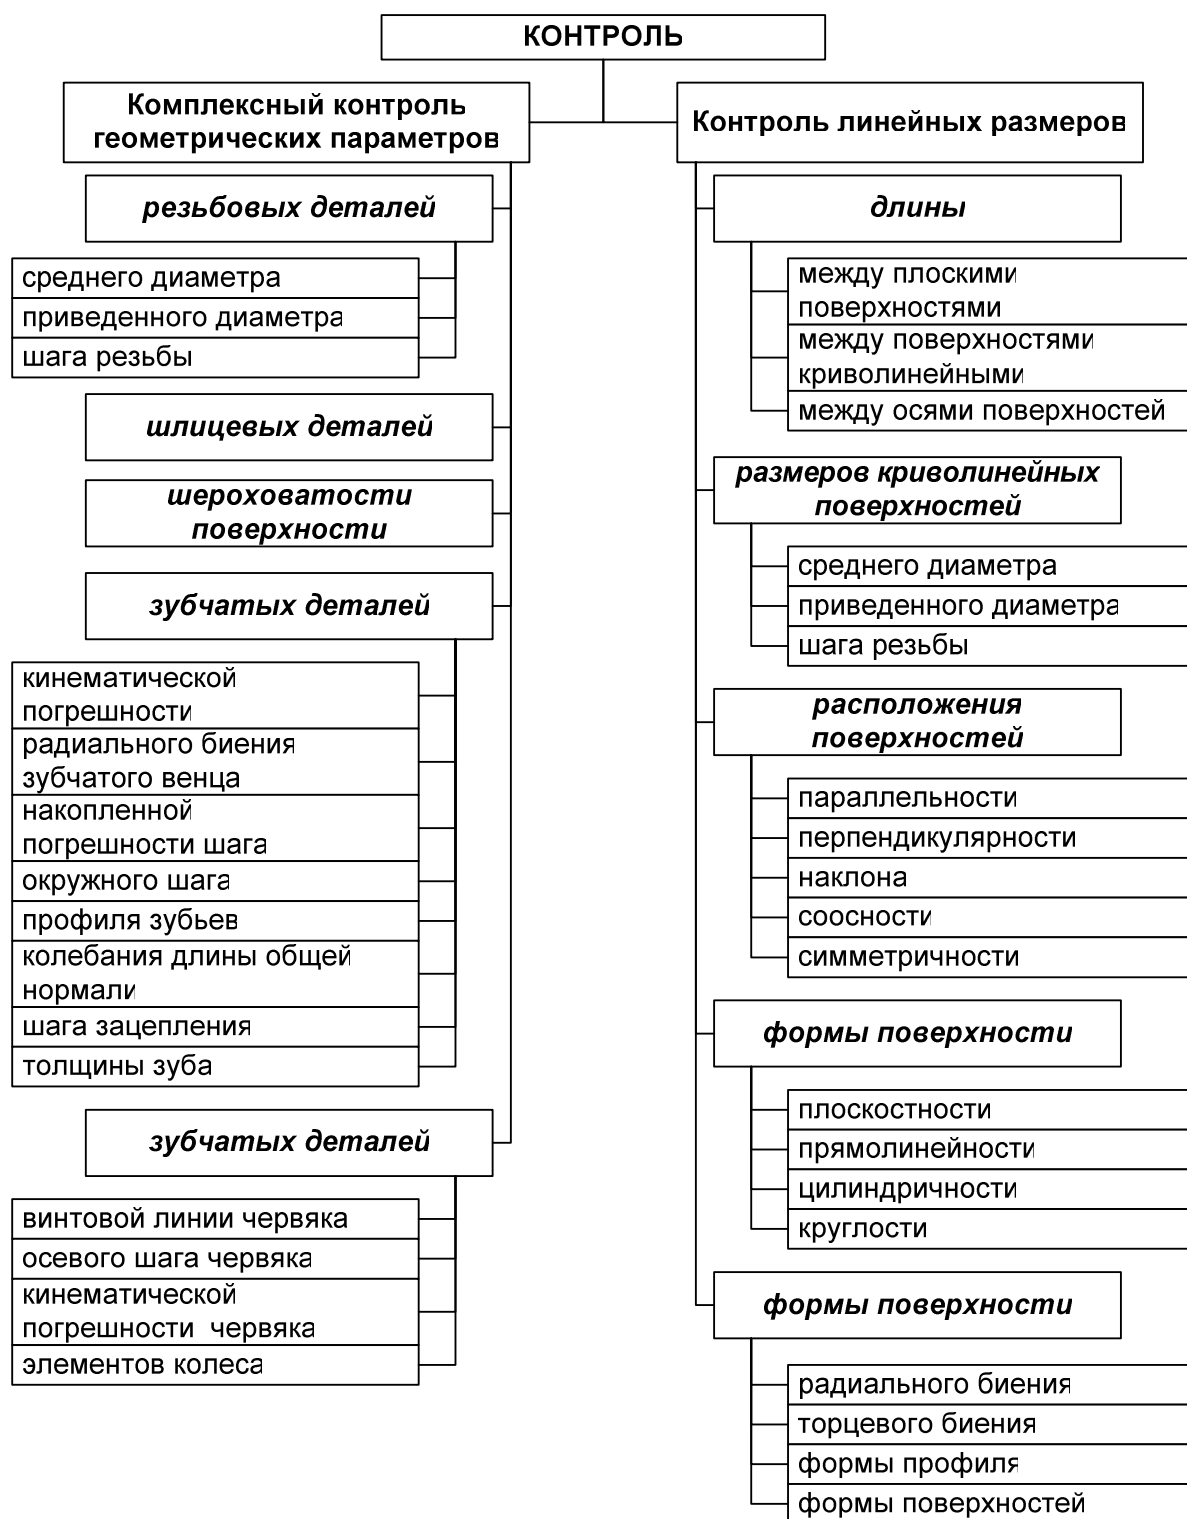 КОНТРОЛЬ
Комплексный контроль
геометрических параметров
резьбовых деталей
среднего диаметра
приведенного диаметра
шага резьбы
шлицевых деталей
шероховатости
поверхности
зубчатых деталей
кинематической
погрешности
радиального биения
зубчатого венца
накопленной
погрешности шага
окружного шага
профиля зубьев
колебания длины общей
нормали
шага зацепления
толщины зуба
зубчатых деталей
винтовой линии червяка
осевого шага червяка
кинематической
погрешности червяка
элементов колеса
Контроль линейных размеров
длины
между плоскими
поверхностями
между поверхностями
криволинейными
между осями поверхностей
размеров криволинейных
поверхностей
среднего диаметра
приведенного диаметра
шага резьбы
расположения
поверхностей
параллельности
перпендикулярности
наклона
соосности
симметричности
формы поверхности
плоскостности
прямолинейности
цилиндричности
круглости
формы поверхности
радиального биения
торцевого биения
формы профиля
формы поверхностей